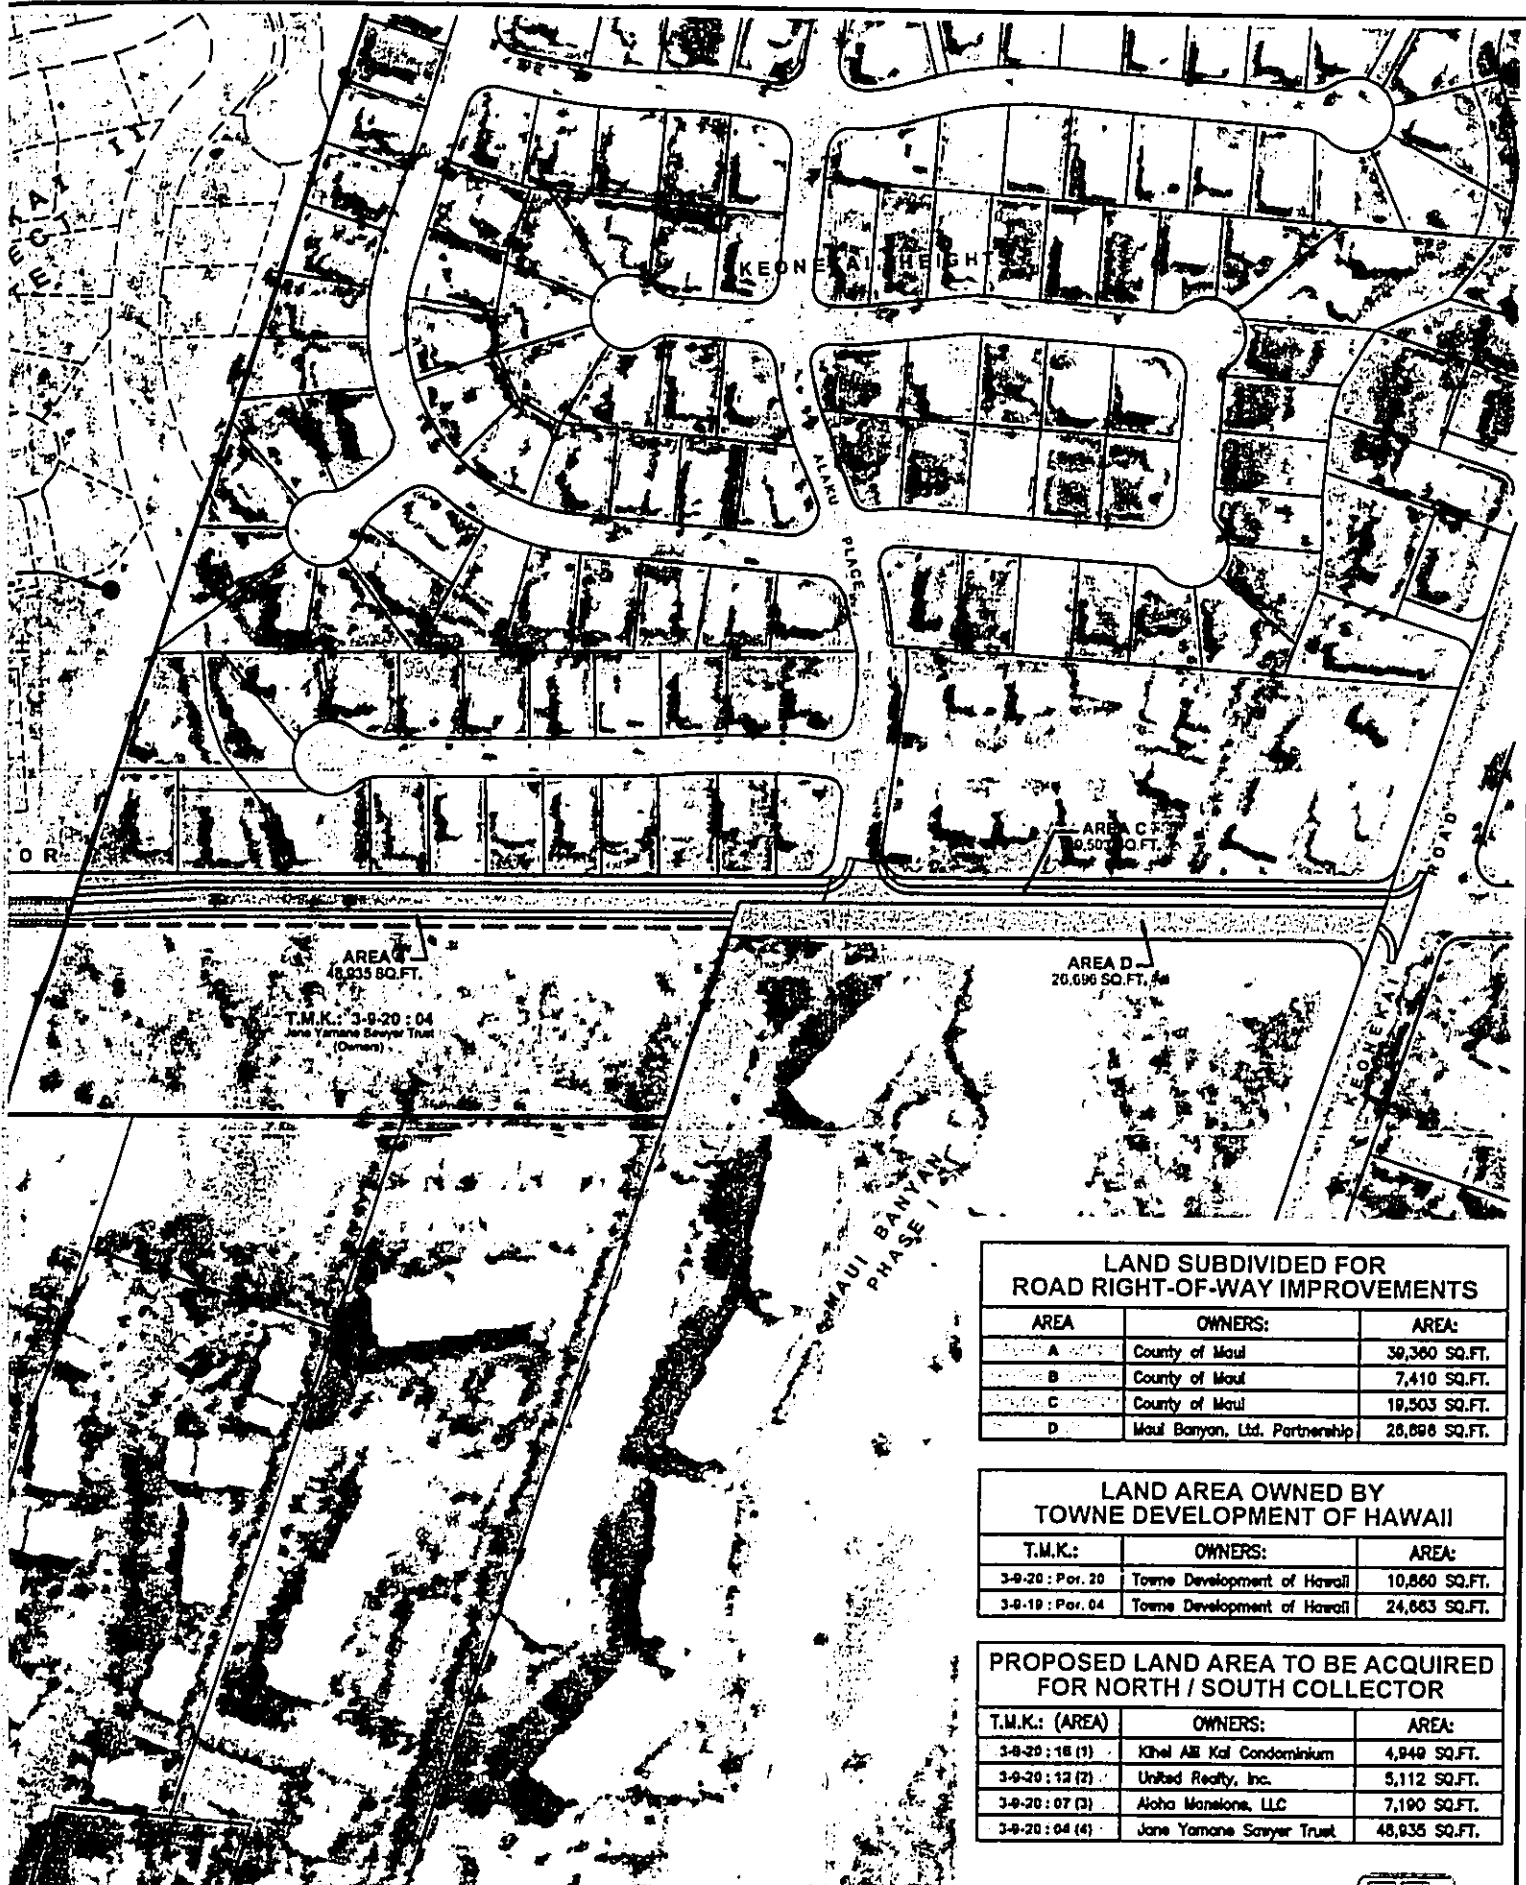 KEONE
HEIGHT
ALAKU
PLACE
OR
ROAD
AREA C
AREA
48,935 SQ.FT.
AREA D
T.M.K.: 3-9-20 : 04
Jane Yamane Sawyer Trust
(Owners)
KEONEKAI
MAUI BANYAN
PHASE I
LAND SUBDIVIDED FOR
ROAD RIGHT-OF-WAY IMPROVEMENTS
AREA OWNERS: AREA:
A County of Maui 39,360 SQ.FT.
B County of Maui 7,410 SQ.FT.
C County of Maui 19,503 SQ.FT.
D Maui Banyan, Ltd. Partnership SQ.FT.
LAND AREA OWNED BY
TOWNE DEVELOPMENT OF HAWAII
T.M.K.: OWNERS: AREA:
3-9-20 : Por. 20 Towne Development of Hawaii 10,860 SQ.FT.
3-9-19 : Por. 04 Towne Development of Hawaii 24,663 SQ.FT.
PROPOSED LAND AREA TO BE ACQUIRED
FOR NORTH / SOUTH COLLECTOR
T.M.K.: (AREA) OWNERS: AREA:
3-9-20 : 16 (1) Kihei Alii Kai Condominium 4,949 SQ.FT.
3-9-20 : 12 (2) United Realty, Inc. 5,112 SQ.FT.
3-9-20 : 07 (3) Aloha Mansions, LLC 7,190 SQ.FT.
3-9-20 : 04 (4) Jane Yamane Sawyer Trust 48,935 SQ.FT.